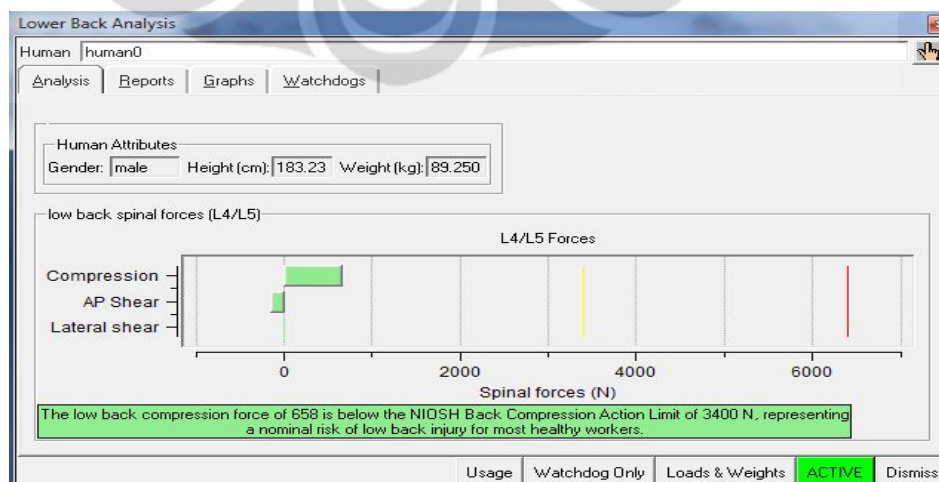 Lower Back Analysis
Human human0
Analysis Reports Graphs Watchdogs
Human Attributes
Gender: male Height (cm): 183.23 Weight (kg): 89.250
low back spinal forces (L4/L5)
L4/L5 Forces
Compression
AP Shear
Lateral shear
0 2000 4000 6000
Spinal forces (N)
The low back compression force of 658 is below the NIOSH Back Compression Action Limit of 3400 N, representing
a nominal risk of low back injury for most healthy workers.
Usage Watchdog Only Loads & Weights ACTIVE Dismiss